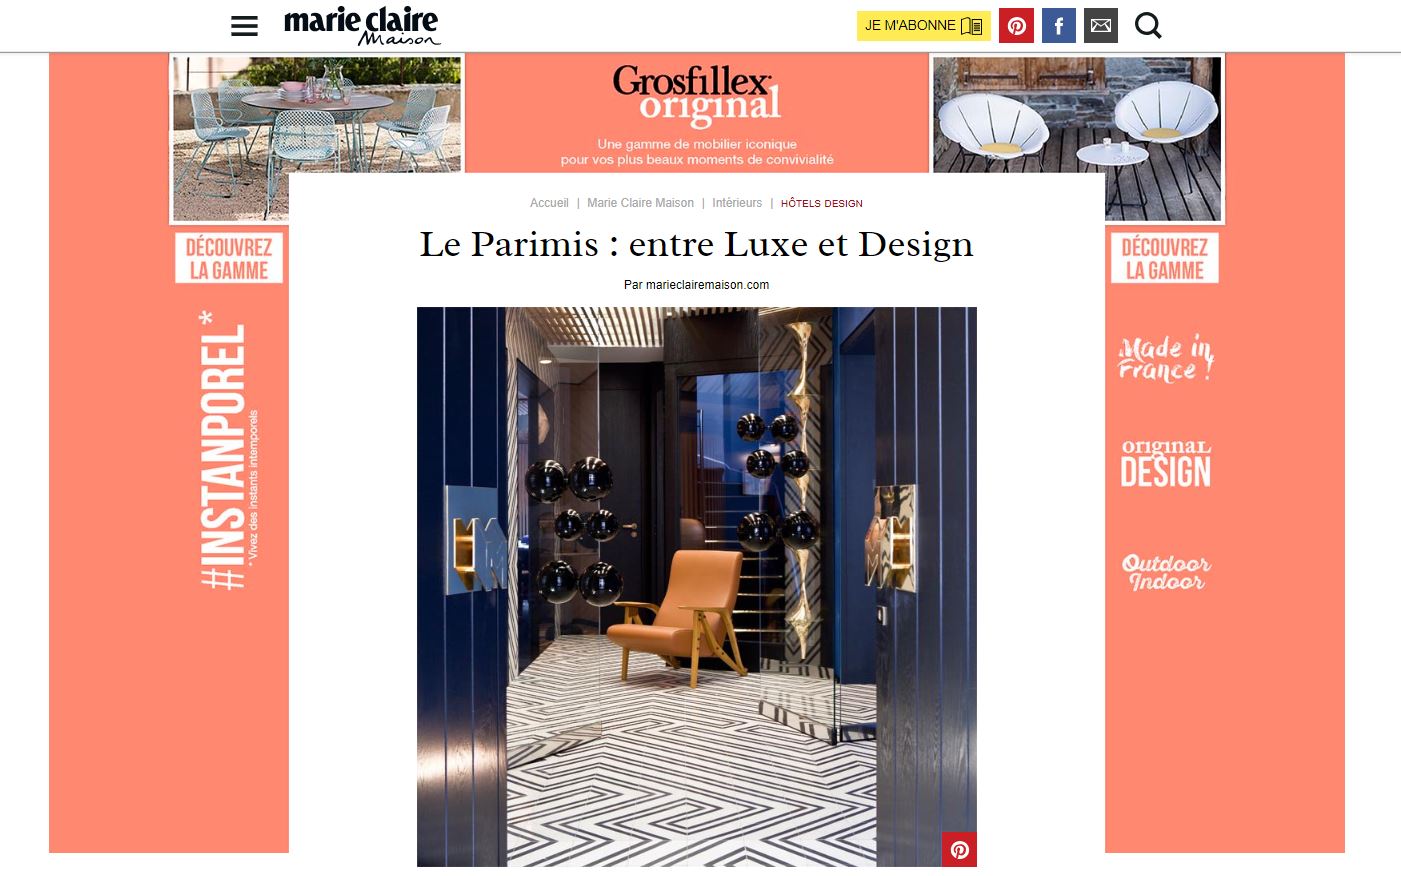 marie claire
Maison
JE M'ABONNE
Grosfillex
original
Une gamme de mobilier iconique
pour vos plus beaux moments de convivialité
Accueil | Marie Claire Maison | Intérieurs | HÔTELS DESIGN
Le Parimis : entre Luxe et Design
Par marieclairemaison.com
DÉCOUVREZ
LA GAMME
#INSTANPOREL*
* Vivez des instants intemporels
DÉCOUVREZ
LA GAMME
Made in
France !
original
DESIGN
Outdoor
Indoor
M
M